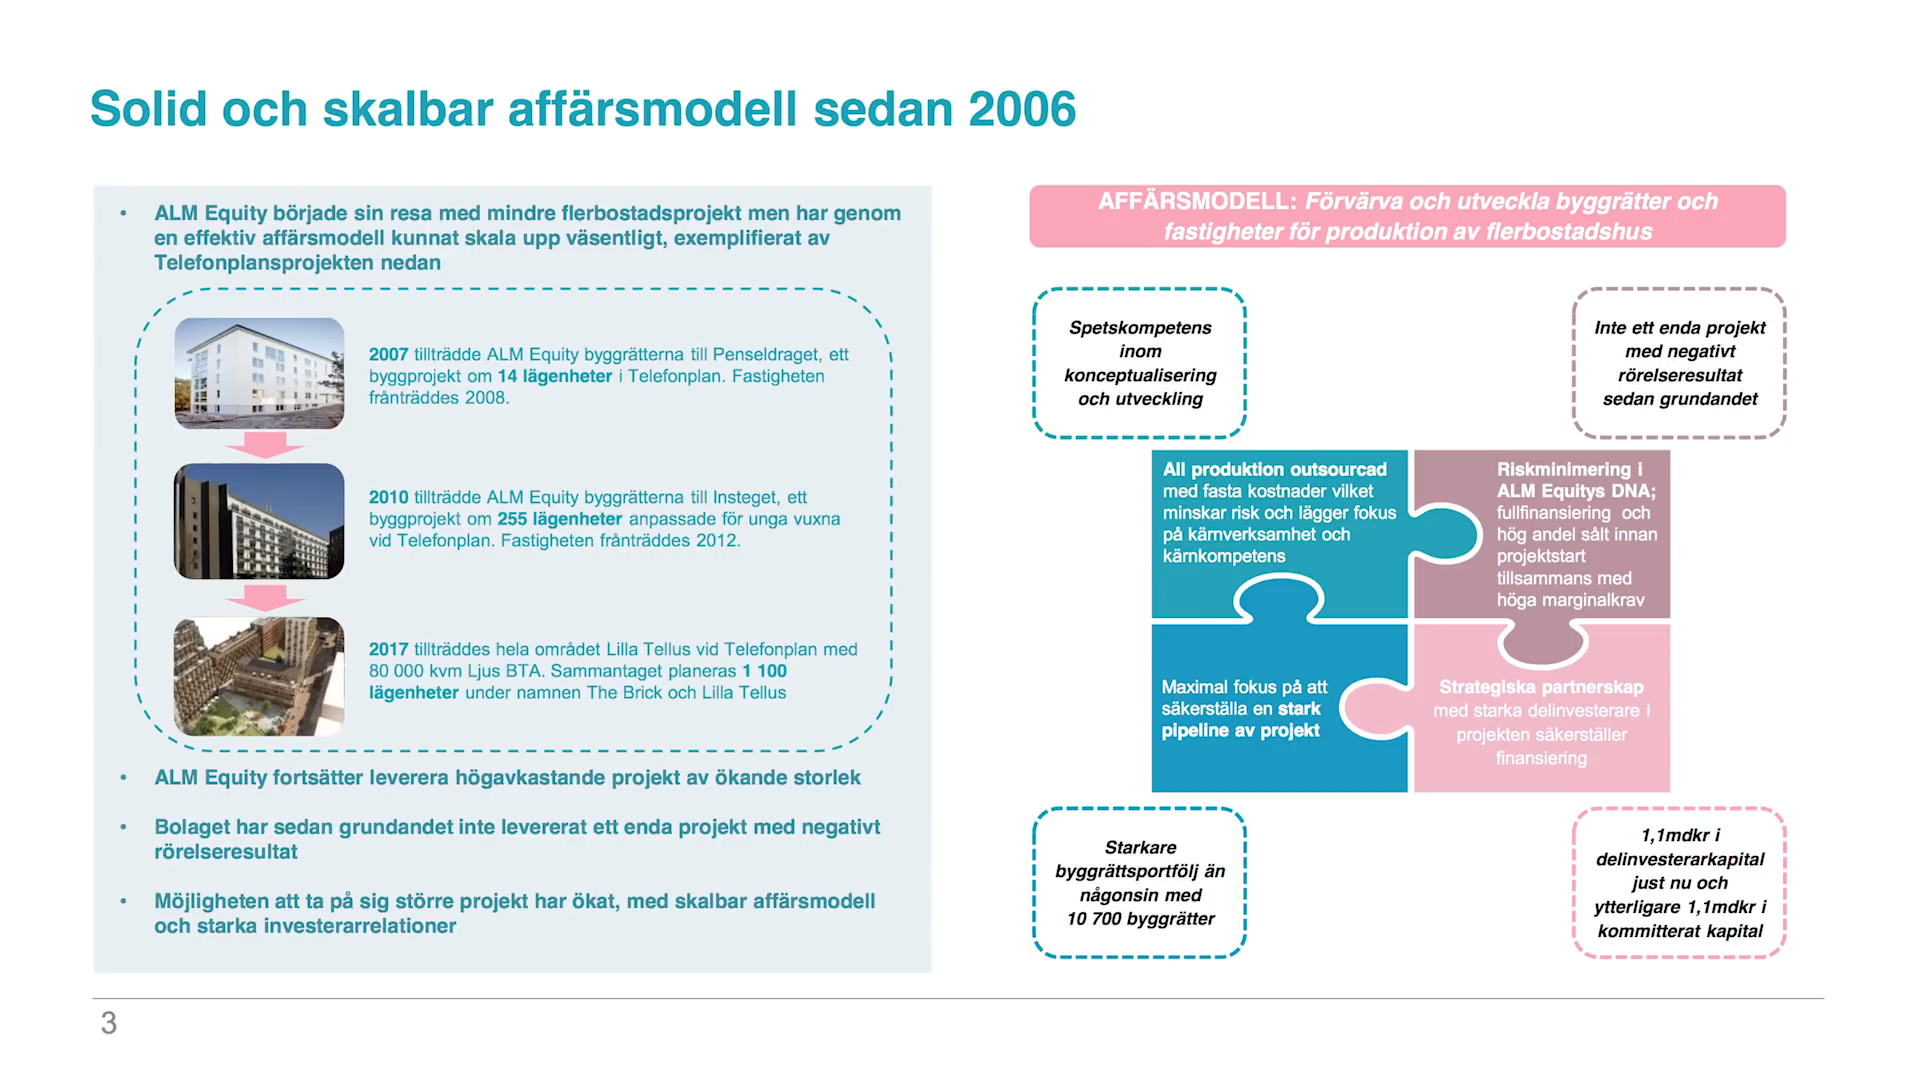 Solid och skalbar affärsmodell sedan 2006
• ALM Equity började sin resa med mindre flerbostadsprojekt men har genom
en effektiv affärsmodell kunnat skala upp väsentligt, exemplifierat av
Telefonplansprojekten nedan
2007 tillträdde ALM Equity byggrätterna till Penseldraget, ett
byggprojekt om 14 lägenheter i Telefonplan. Fastigheten
frånträddes 2008.
2010 tillträdde ALM Equity byggrätterna till Insteget, ett
byggprojekt om 255 lägenheter anpassade för unga vuxna
vid Telefonplan. Fastigheten frånträddes 2012.
2017 tillträddes hela området Lilla Tellus vid Telefonplan med
80 000 kvm Ljus BTA. Sammantaget planeras 1 100
lägenheter under namnen The Brick och Lilla Tellus
• ALM Equity fortsätter leverera högavkastande projekt av ökande storlek
• Bolaget har sedan grundandet inte levererat ett enda projekt med negativt
rörelseresultat
• Möjligheten att ta på sig större projekt har ökat, med skalbar affärsmodell
och starka investerarrelationer
AFFÄRSMODELL: Förvärva och utveckla byggrätter och
fastigheter för produktion av flerbostadshus
Spetskompetens
inom
konceptualisering
och utveckling
Inte ett enda projekt
med negativt
rörelseresultat
sedan grundandet
All produktion outsourcad
med fasta kostnader vilket
minskar risk och lägger fokus
på kärnverksamhet och
kärnkompetens
Riskminimering i
ALM Equitys DNA;
fullfinansiering och
hög andel sålt innan
projektstart
tillsammans med
höga marginalkrav
Maximal fokus på att
säkerställa en stark
pipeline av projekt
Strategiska partnerskap
med starka delinvesterare i
projekten säkerställer
finansiering
Starkare
byggrättsportfölj än
någonsin med
10 700 byggrätter
1,1mdkr i
delinvesterarkapital
just nu och
ytterligare 1,1mdkr i
kommitterat kapital
3